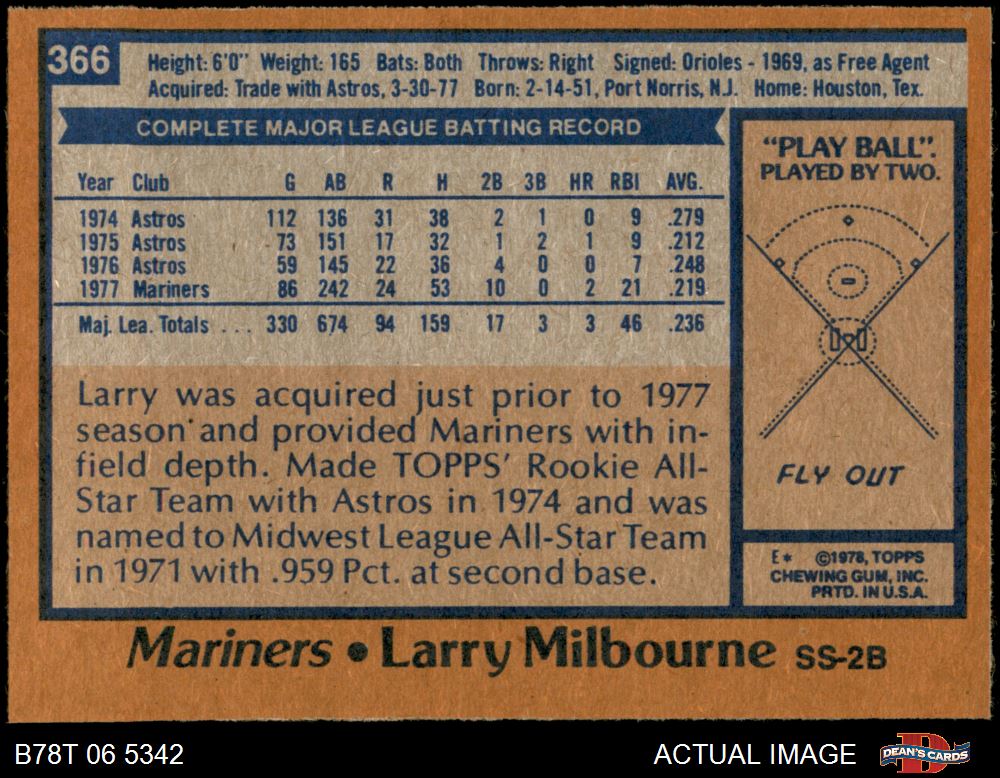 366
Height: 6'0" Weight: 165 Bats: Both Throws: Right Signed: Orioles - 1969, as Free Agent
Acquired: Trade with Astros, 3-30-77 Born: 2-14-51, Port Norris, N.J. Home: Houston, Tex.
COMPLETE MAJOR LEAGUE BATTING RECORD
Year Club G AB R H 2B 3B HR RBI AVG.
1974 Astros 112 136 31 38 2 1 0 9 .279
1975 Astros 73 151 17 32 1 2 1 9 .212
1976 Astros 59 145 22 36 4 0 0 7 .248
1977 Mariners 86 242 24 53 10 0 2 21 .219
Maj. Lea. Totals ... 330 674 94 159 17 3 3 46 .236
Larry was acquired just prior to 1977
season and provided Mariners with in-
field depth. Made TOPPS' Rookie All-
Star Team with Astros in 1974 and was
named to Midwest League All-Star Team
in 1971 with .959 Pct. at second base.
"PLAY BALL".
PLAYED BY TWO.
FLY OUT
E* ©1978, TOPPS
CHEWING GUM, INC.
PRTD. IN U.S.A.
Mariners • Larry Milbourne SS-2B
B78T 06 5342
ACTUAL IMAGE
DEAN'S CARDS